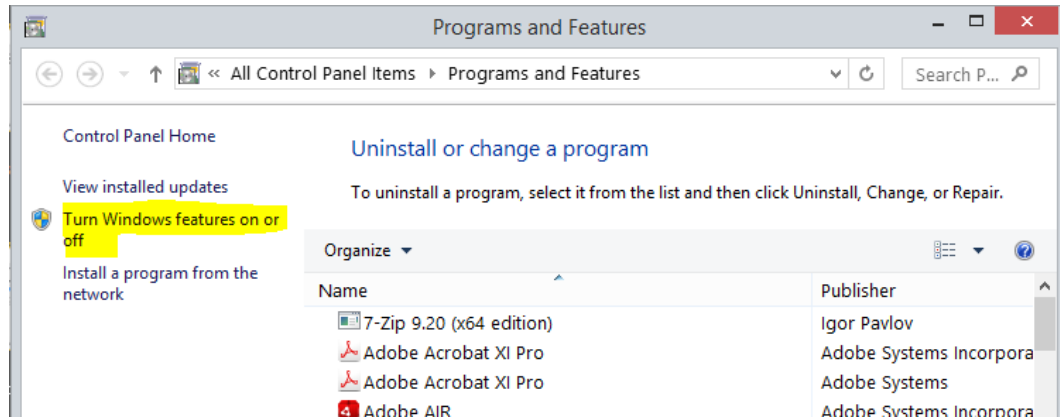 Programs and Features
« All Control Panel Items Programs and Features
Search P...
Control Panel Home
View installed updates
Turn Windows features on or
off
Install a program from the
network
Uninstall or change a program
To uninstall a program, select it from the list and then click Uninstall, Change, or Repair.
Organize
Name Publisher
7-Zip 9.20 (x64 edition) Igor Pavlov
Adobe Acrobat XI Pro Adobe Systems Incorpora
Adobe Acrobat XI Pro Adobe Systems
Adobe AIR Adobe Systems Incorpora